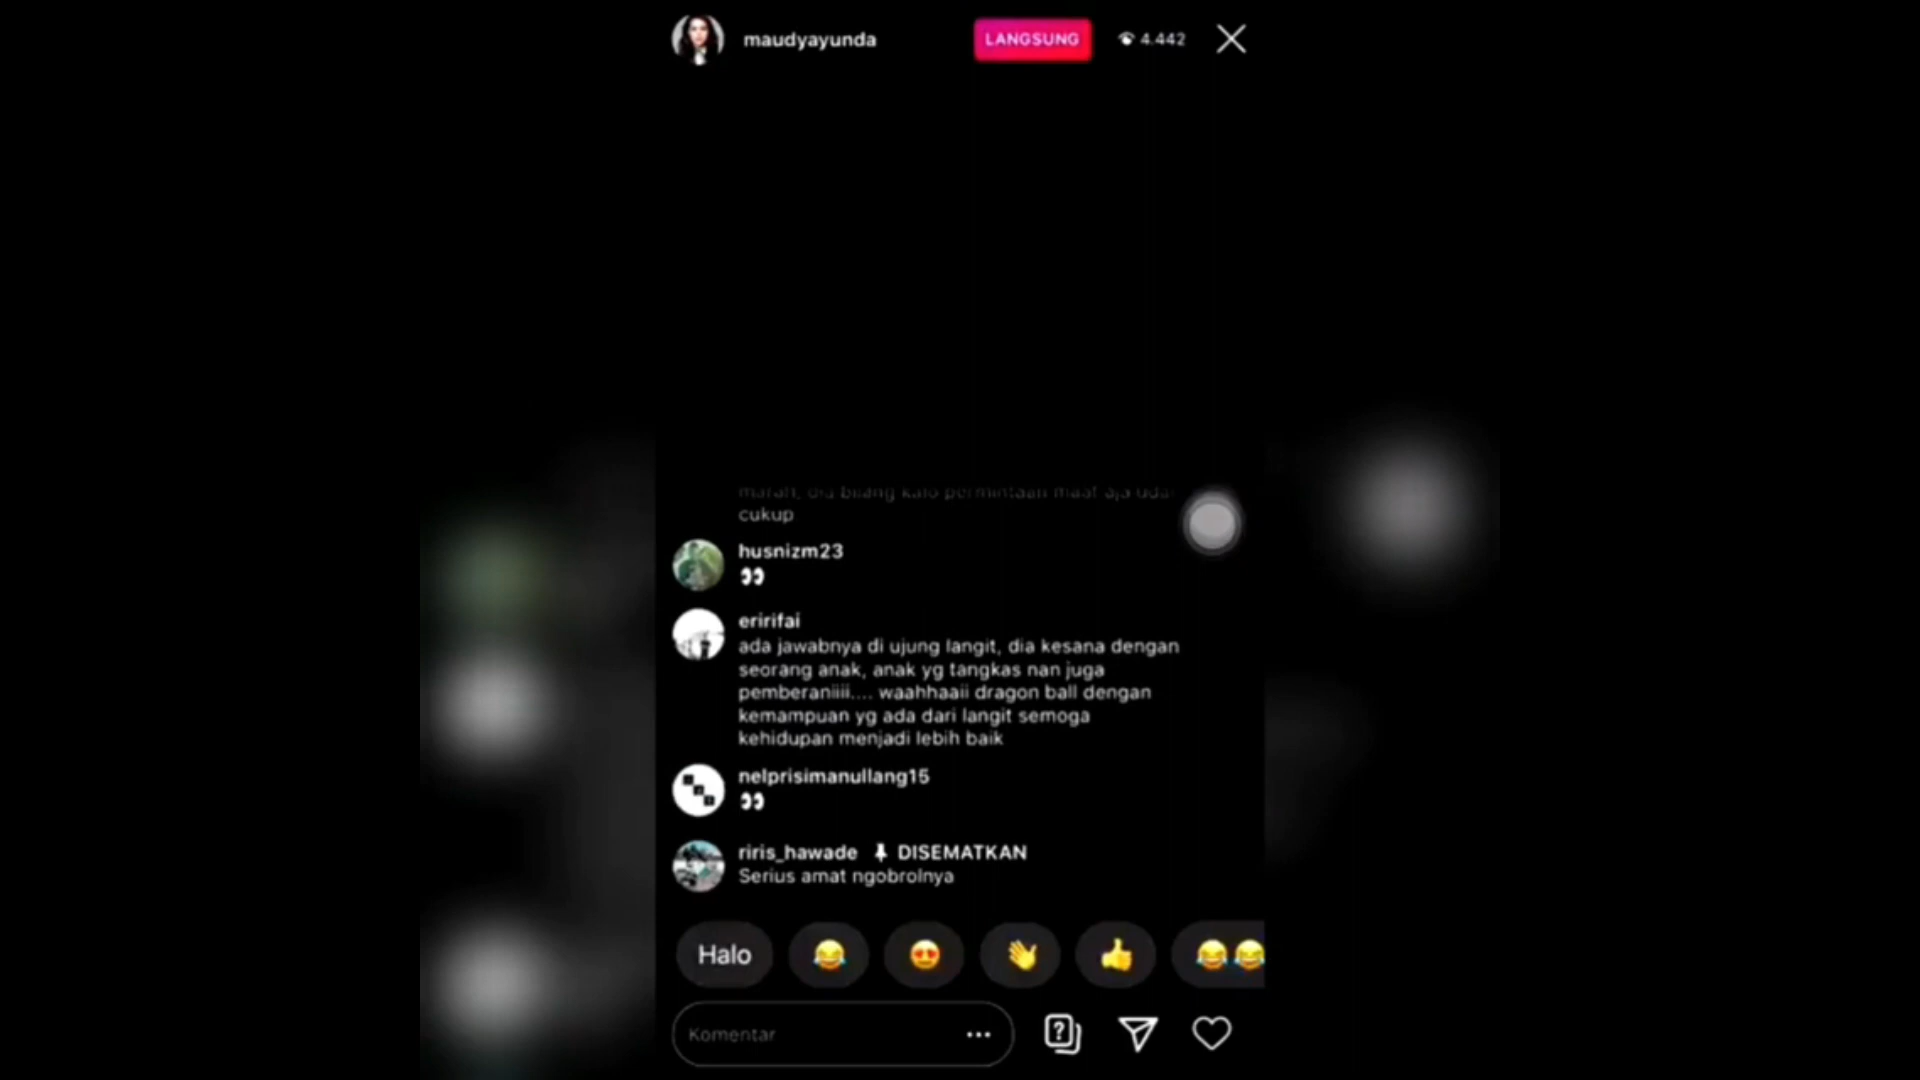 maudyayunda LANGSUNG 4.442
marah, dia bilang kalo permintaan maaf aja udah
cukup
husnizm23
👀
eririfai
ada jawabnya di ujung langit, dia kesana dengan
seorang anak, anak yg tangkas nan juga
pemberaniiii.... waahhaaii dragon ball dengan
kemampuan yg ada dari langit semoga
kehidupan menjadi lebih baik
nelprisimanullang15
👀
riris_hawade DISEMATKAN
Serius amat ngobrolnya
Halo 😂 😍 👋 👍 😂😂
Komentar ...